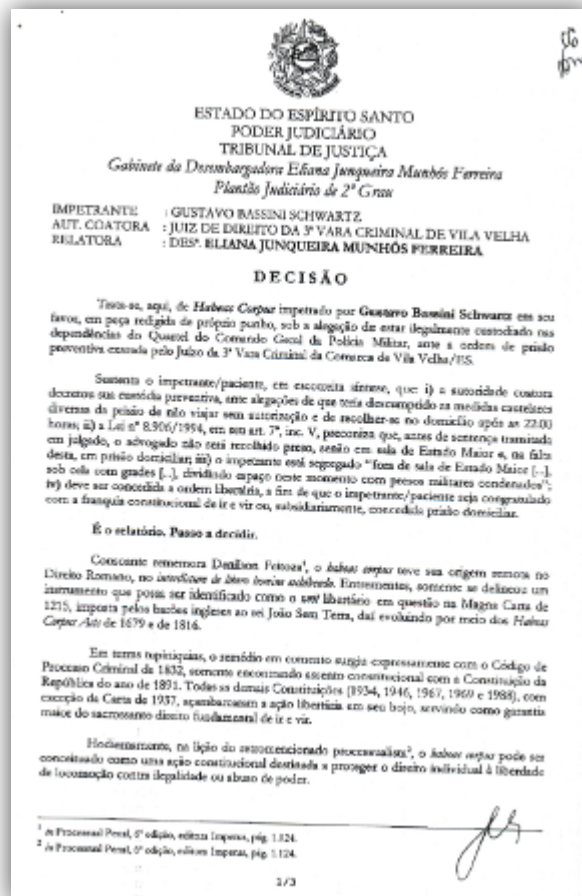 ESTADO DO ESPÍRITO SANTO
PODER JUDICIÁRIO
TRIBUNAL DE JUSTIÇA
Gabinete da Desembargadora Eliana Junqueira Munhós Ferreira
Plantão Judiciário de 2º Grau
IMPETRANTE : GUSTAVO BASSINI SCHWARTZ
AUT. COATORA : JUIZ DE DIREITO DA 3ª VARA CRIMINAL DE VILA VELHA
RELATORA : DESª. ELIANA JUNQUEIRA MUNHÓS FERREIRA
DECISÃO
Trata-se, aqui, de Habeas Corpus impetrado por Gustavo Bassini Schwartz em seu
favor, em peça redigida de próprio punho, sob a alegação de estar ilegalmente custodiado nas
dependências do Quartel do Comando Geral da Polícia Militar, ante a ordem de prisão
preventiva exarada pelo Juízo da 3ª Vara Criminal da Comarca de Vila Velha/ES.
Sustenta o impetrante/paciente, em escorreita síntese, que: i) a autoridade coatora
decretou sua custódia preventiva, ante alegações de que teria descumprido as medidas cautelares
diversas da prisão de não viajar sem autorização e de recolher-se no domicílio após as 22:00
horas; ii) a Lei nº 8.906/1994, em seu art. 7º, inc. V, preconiza que, antes de sentença transitada
em julgado, o advogado não será recolhido preso, senão em sala de Estado Maior e, na falta
desta, em prisão domiciliar; iii) o impetrante está segregado "fora de sala de Estado Maior [...],
sob cela com grades [...], dividindo espaço neste momento com presos militares condenados";
iv) deve ser concedida a ordem libertária, a fim de que o impetrante/paciente seja congratulado
com a franquia constitucional de ir e vir ou, subsidiariamente, concedida prisão domiciliar.
É o relatório. Passo a decidir.
Consoante rememora Denilson Feitoza¹, o habeas corpus teve sua origem remota no
Direito Romano, no interdictum de libero homine exhibendo. Entrementes, somente se delineou um
instrumento que possa ser identificado como o writ libertário em questão na Magna Carta de
1215, imposta pelos barões ingleses ao rei João Sem Terra, daí evoluindo por meio dos Habeas
Corpus Acts de 1679 e de 1816.
Em terras tupiniquins, o remédio em comento surgiu expressamente com o Código de
Processo Criminal de 1832, somente encontrando assento constitucional com a Constituição da
República do ano de 1891. Todas as demais Constituições (1934, 1946, 1967, 1969 e 1988), com
exceção da Carta de 1937, açambarcaram a ação libertária em seu bojo, servindo como garantia
maior do sacrossanto direito fundamental de ir e vir.
Hodiernamente, na lição do retromencionado processualista², o habeas corpus pode ser
conceituado como uma ação constitucional destinada a proteger o direito individual à liberdade
de locomoção contra ilegalidade ou abuso de poder.
¹ in Processual Penal, 6ª edição, editora Impetus, pág. 1.124.
² in Processual Penal, 6ª edição, editora Impetus, pág. 1.124.
1/3